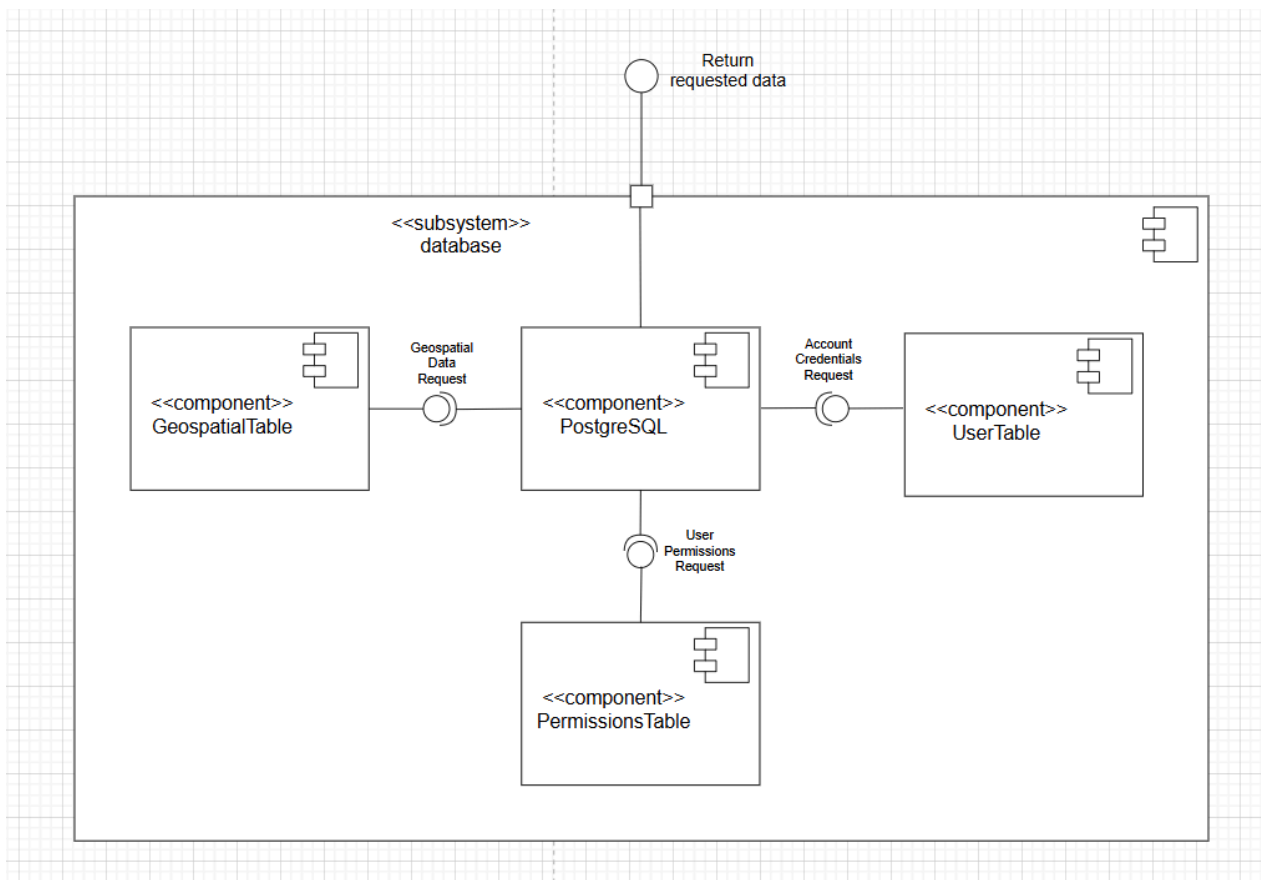 Return
requested data
<<subsystem>>
database
Geospatial
Data
Request
Account
Credentials
Request
<<component>>
GeospatialTable
<<component>>
PostgreSQL
<<component>>
UserTable
User
Permissions
Request
<<component>>
PermissionsTable